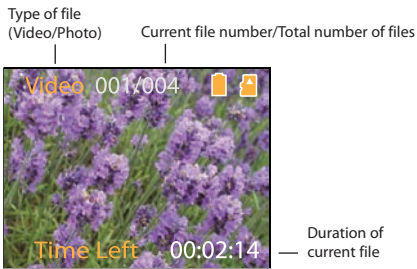 Type of file
(Video/Photo)
Current file number/Total number of files
Video 001/004
Time Left 00:02:14
Duration of
current file